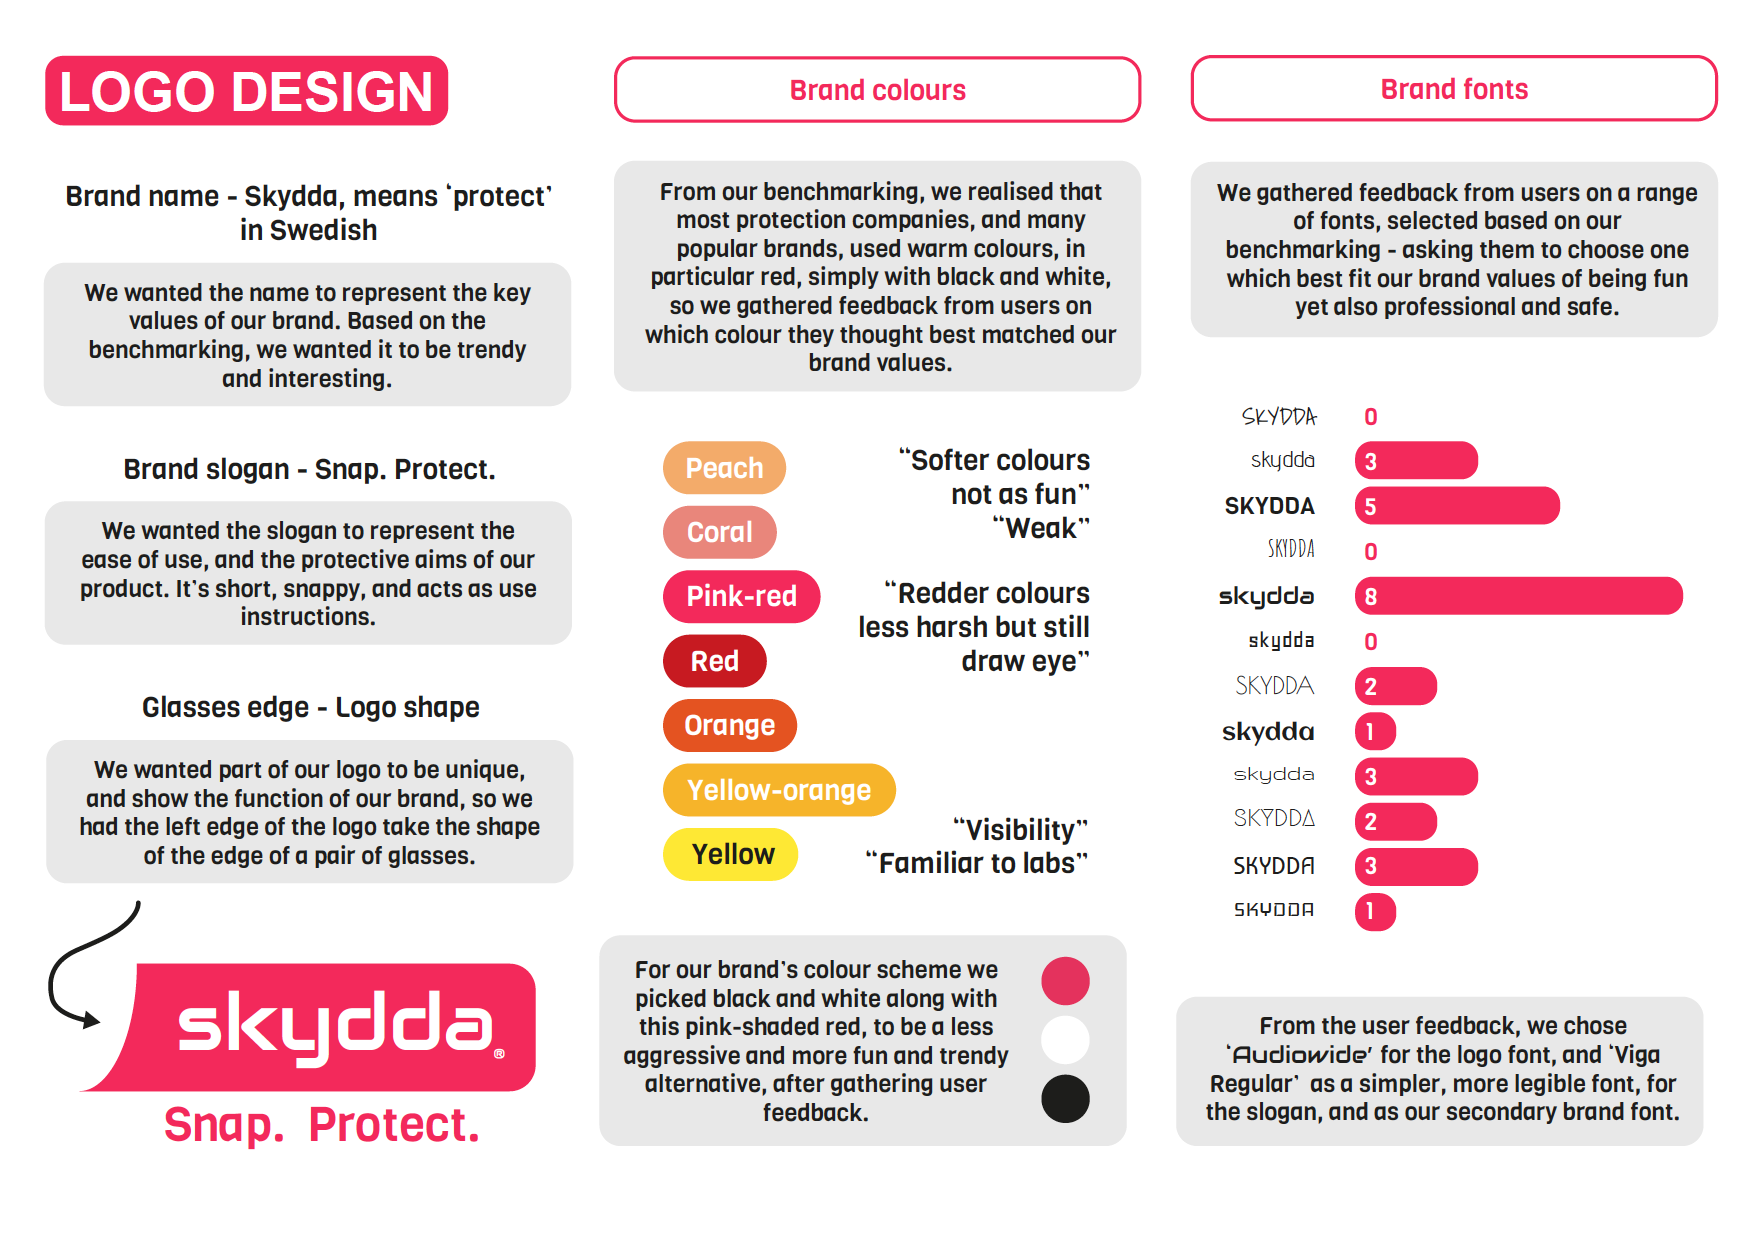 LOGO DESIGN
Brand name - Skydda, means ‘protect’
in Swedish
We wanted the name to represent the key
values of our brand. Based on the
benchmarking, we wanted it to be trendy
and interesting.
Brand slogan - Snap. Protect.
We wanted the slogan to represent the
ease of use, and the protective aims of our
product. It’s short, snappy, and acts as use
instructions.
Glasses edge - Logo shape
We wanted part of our logo to be unique,
and show the function of our brand, so we
had the left edge of the logo take the shape
of the edge of a pair of glasses.
skydda®
Snap. Protect.
Brand colours
From our benchmarking, we realised that
most protection companies, and many
popular brands, used warm colours, in
particular red, simply with black and white,
so we gathered feedback from users on
which colour they thought best matched our
brand values.
Peach
Coral
Pink-red
Red
Orange
Yellow-orange
Yellow
“Softer colours
not as fun”
“Weak”
“Redder colours
less harsh but still
draw eye”
“Visibility”
“Familiar to labs”
For our brand’s colour scheme we
picked black and white along with
this pink-shaded red, to be a less
aggressive and more fun and trendy
alternative, after gathering user
feedback.
Brand fonts
We gathered feedback from users on a range
of fonts, selected based on our
benchmarking - asking them to choose one
which best fit our brand values of being fun
yet also professional and safe.
SKYDDA 0
skydda 3
SKYDDA 5
SKYDDA 0
skydda 8
skydda 0
SKYDDA 2
skydda 1
skydda 3
SKYDDA 2
SKYDDA 3
SKYDDA 1
From the user feedback, we chose
‘Audiowide’ for the logo font, and ‘Viga
Regular’ as a simpler, more legible font, for
the slogan, and as our secondary brand font.